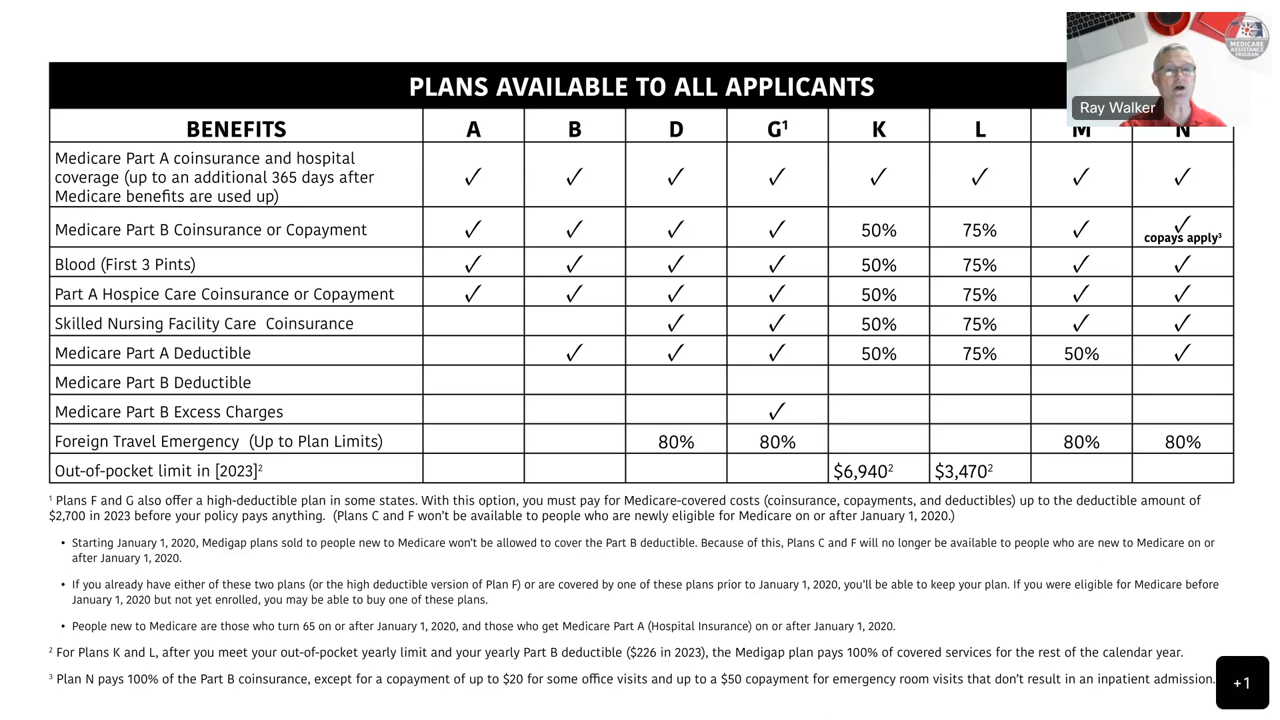 MEDICARE
ASSISTANCE
PROGRAM
Ray Walker
PLANS AVAILABLE TO ALL APPLICANTS
BENEFITS A B D G¹ K L M N
Medicare Part A coinsurance and hospital
coverage (up to an additional 365 days after
Medicare benefits are used up) ✓ ✓ ✓ ✓ ✓ ✓ ✓ ✓
Medicare Part B Coinsurance or Copayment ✓ ✓ ✓ ✓ 50% 75% ✓ ✓
copays apply³
Blood (First 3 Pints) ✓ ✓ ✓ ✓ 50% 75% ✓ ✓
Part A Hospice Care Coinsurance or Copayment ✓ ✓ ✓ ✓ 50% 75% ✓ ✓
Skilled Nursing Facility Care Coinsurance ✓ ✓ 50% 75% ✓ ✓
Medicare Part A Deductible ✓ ✓ ✓ 50% 75% 50% ✓
Medicare Part B Deductible
Medicare Part B Excess Charges ✓
Foreign Travel Emergency (Up to Plan Limits) 80% 80% 80% 80%
Out-of-pocket limit in [2023]² $6,940² $3,470²
¹ Plans F and G also offer a high-deductible plan in some states. With this option, you must pay for Medicare-covered costs (coinsurance, copayments, and deductibles) up to the deductible amount of
$2,700 in 2023 before your policy pays anything. (Plans C and F won't be available to people who are newly eligible for Medicare on or after January 1, 2020.)
• Starting January 1, 2020, Medigap plans sold to people new to Medicare won't be allowed to cover the Part B deductible. Because of this, Plans C and F will no longer be available to people who are new to Medicare on or
after January 1, 2020.
• If you already have either of these two plans (or the high deductible version of Plan F) or are covered by one of these plans prior to January 1, 2020, you'll be able to keep your plan. If you were eligible for Medicare before
January 1, 2020 but not yet enrolled, you may be able to buy one of these plans.
• People new to Medicare are those who turn 65 on or after January 1, 2020, and those who get Medicare Part A (Hospital Insurance) on or after January 1, 2020.
² For Plans K and L, after you meet your out-of-pocket yearly limit and your yearly Part B deductible ($226 in 2023), the Medigap plan pays 100% of covered services for the rest of the calendar year.
³ Plan N pays 100% of the Part B coinsurance, except for a copayment of up to $20 for some office visits and up to a $50 copayment for emergency room visits that don't result in an inpatient admission.
+1